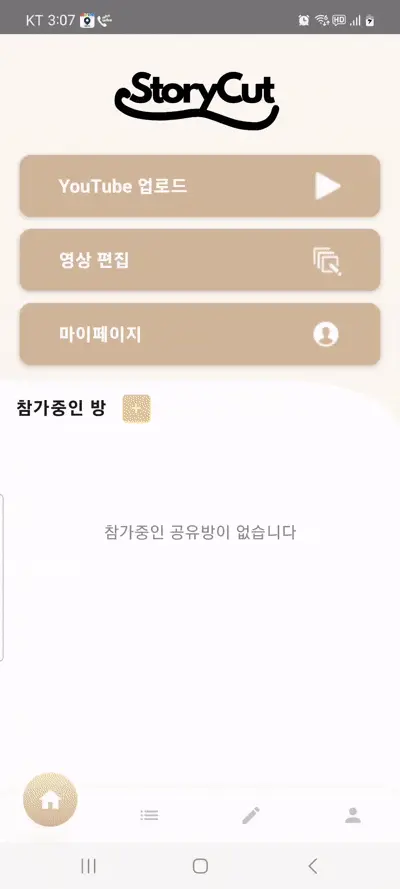 KT 3:07
HD
StoryCut
YouTube 업로드
영상 편집
마이페이지
참가중인 방
참가중인 공유방이 없습니다